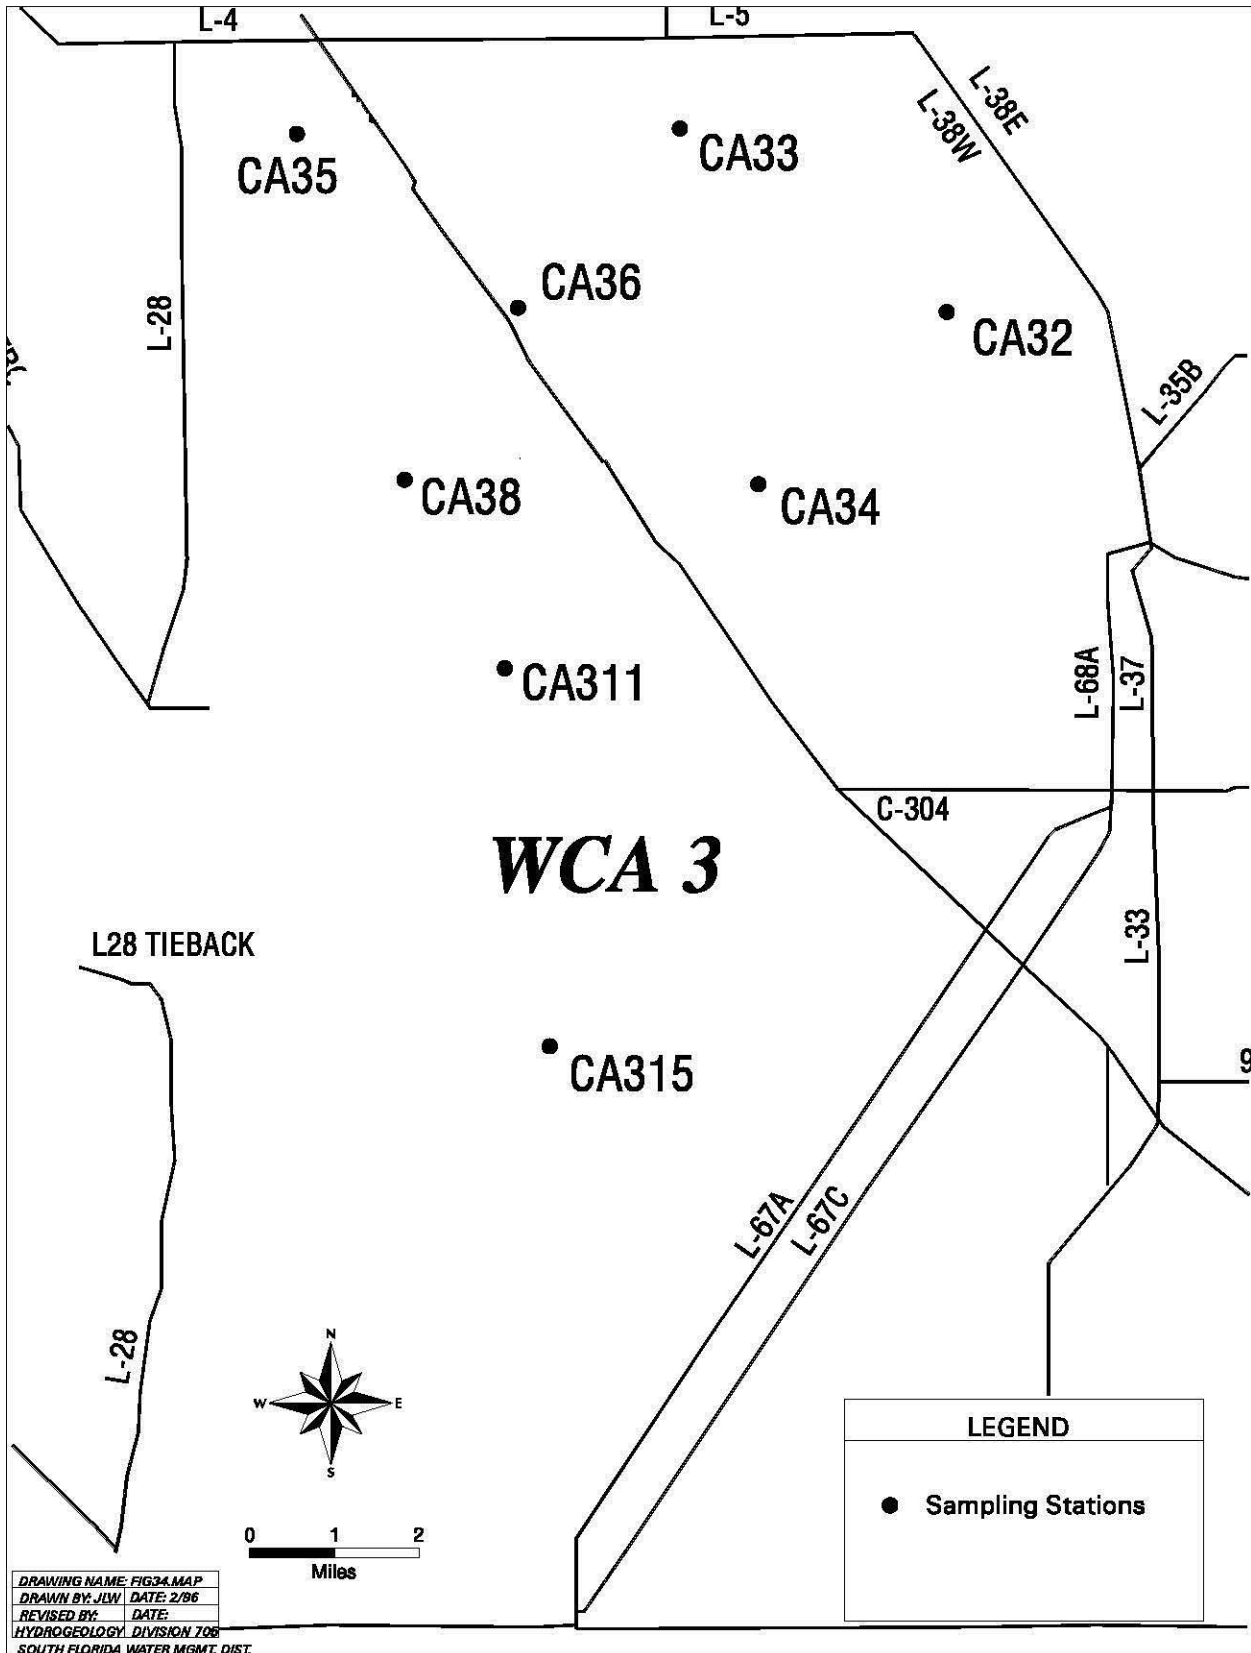 L-4
L-5
L-38E
L-38W
CA35
CA33
CA36
L-28
CA32
L-35B
CA38
CA34
CA311
L-68A
L-37
C-304
WCA 3
L28 TIEBACK
L-33
CA315
9
L-67A
L-67C
L-28
N
W E
S
LEGEND
Sampling Stations
0 1 2
Miles
DRAWING NAME: FIG34.MAP
DRAWN BY: JLW DATE: 2/96
REVISED BY: DATE:
HYDROGEOLOGY DIVISION 705
SOUTH FLORIDA WATER MGMT. DIST.